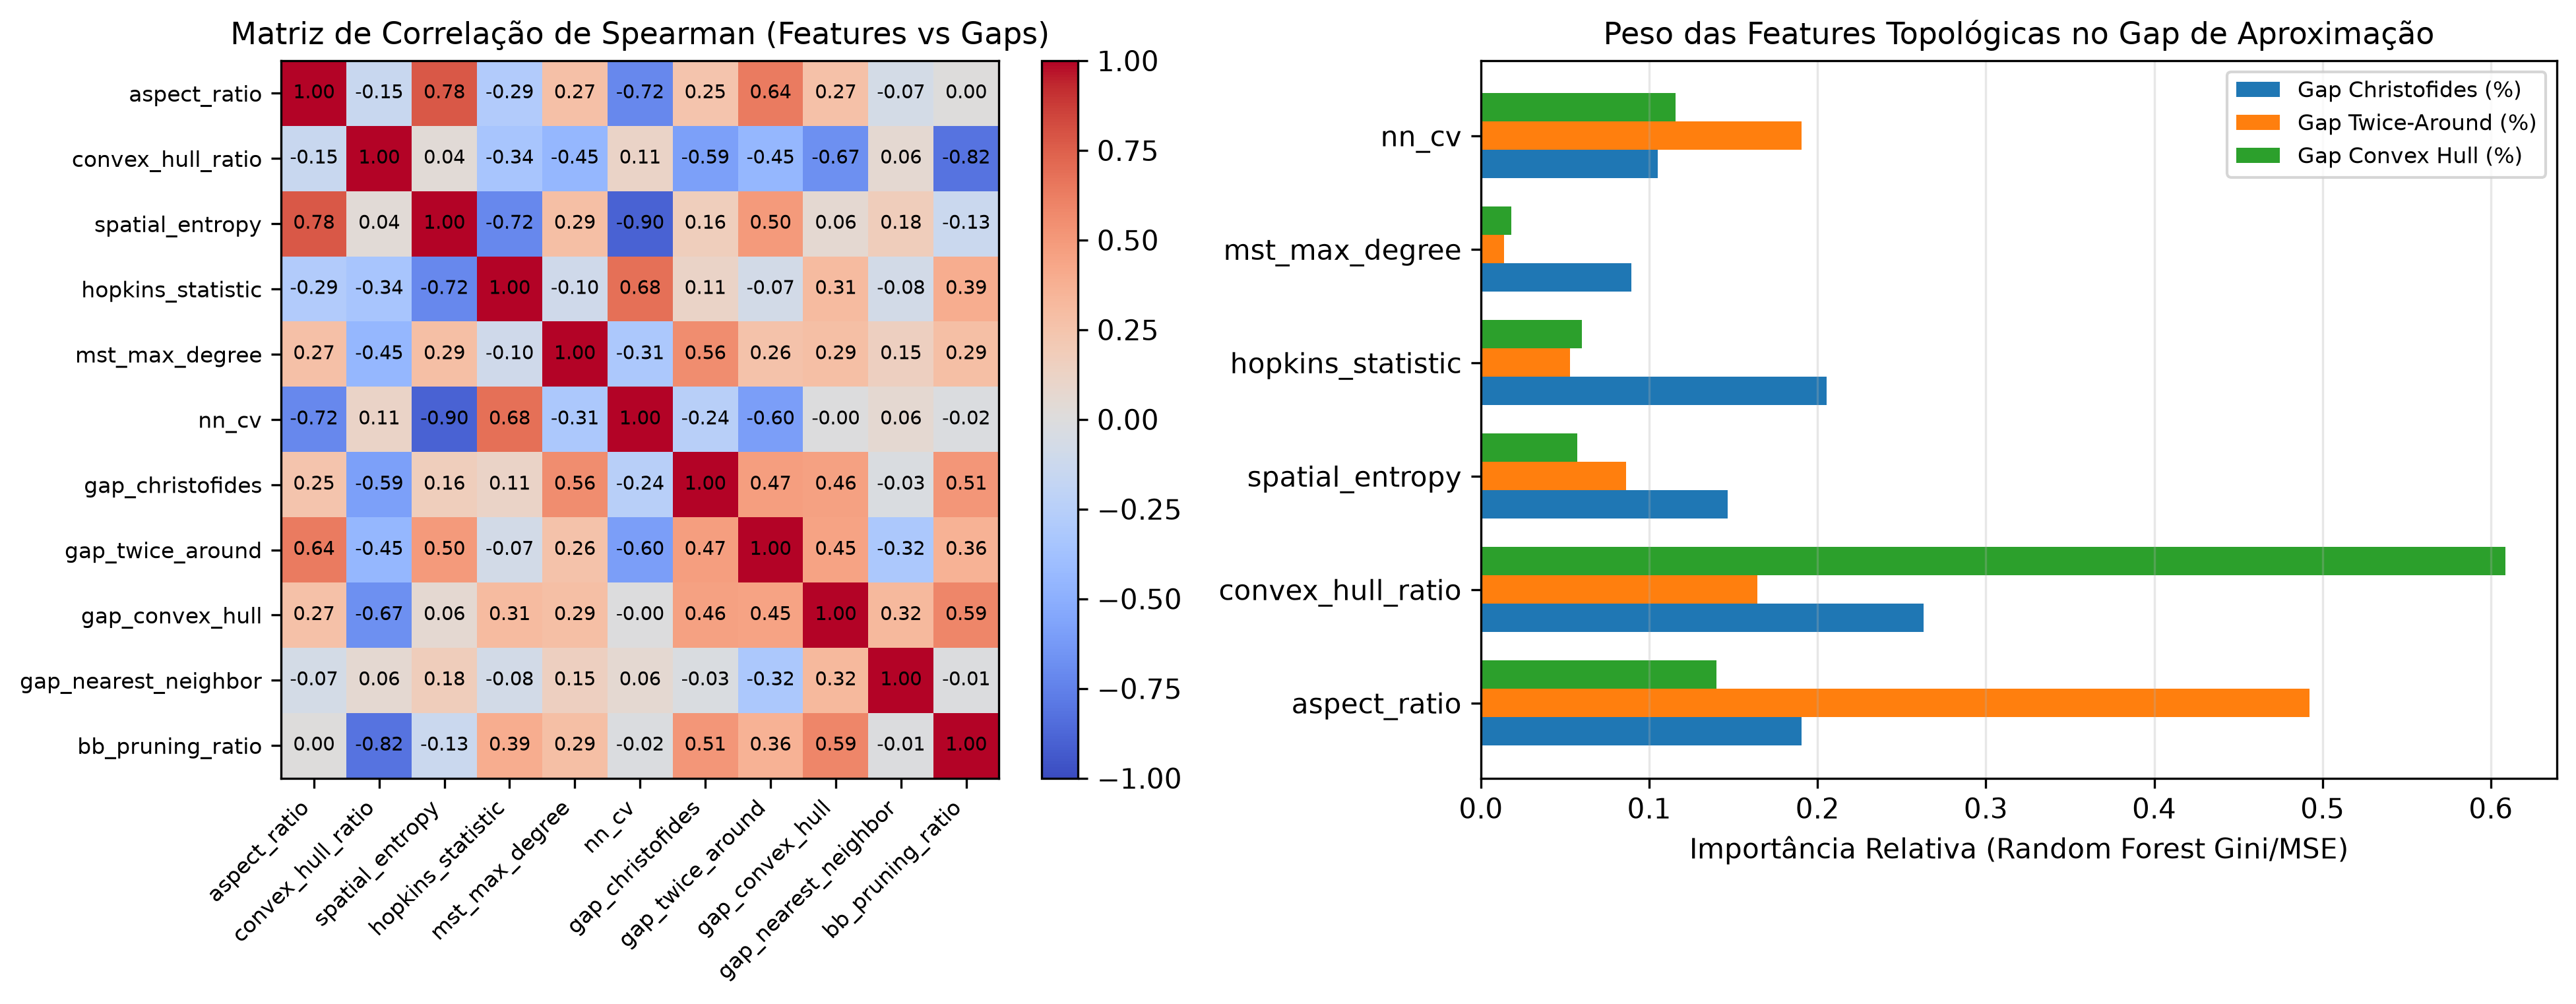 Matriz de Correlação de Spearman (Features vs Gaps)
aspect_ratio 1.00 -0.15 0.78 -0.29 0.27 -0.72 0.25 0.64 0.27 -0.07 0.00
convex_hull_ratio -0.15 1.00 0.04 -0.34 -0.45 0.11 -0.59 -0.45 -0.67 0.06 -0.82
spatial_entropy 0.78 0.04 1.00 -0.72 0.29 -0.90 0.16 0.50 0.06 0.18 -0.13
hopkins_statistic -0.29 -0.34 -0.72 1.00 -0.10 0.68 0.11 -0.07 0.31 -0.08 0.39
mst_max_degree 0.27 -0.45 0.29 -0.10 1.00 -0.31 0.56 0.26 0.29 0.15 0.29
nn_cv -0.72 0.11 -0.90 0.68 -0.31 1.00 -0.24 -0.60 -0.00 0.06 -0.02
gap_christofides 0.25 -0.59 0.16 0.11 0.56 -0.24 1.00 0.47 0.46 -0.03 0.51
gap_twice_around 0.64 -0.45 0.50 -0.07 0.26 -0.60 0.47 1.00 0.45 -0.32 0.36
gap_convex_hull 0.27 -0.67 0.06 0.31 0.29 -0.00 0.46 0.45 1.00 0.32 0.59
gap_nearest_neighbor -0.07 0.06 0.18 -0.08 0.15 0.06 -0.03 -0.32 0.32 1.00 -0.01
bb_pruning_ratio 0.00 -0.82 -0.13 0.39 0.29 -0.02 0.51 0.36 0.59 -0.01 1.00
aspect_ratio
convex_hull_ratio
spatial_entropy
hopkins_statistic
mst_max_degree
nn_cv
gap_christofides
gap_twice_around
gap_convex_hull
gap_nearest_neighbor
bb_pruning_ratio
1.00
0.75
0.50
0.25
0.00
−0.25
−0.50
−0.75
−1.00
Peso das Features Topológicas no Gap de Aproximação
Gap Christofides (%)
Gap Twice-Around (%)
Gap Convex Hull (%)
nn_cv
mst_max_degree
hopkins_statistic
spatial_entropy
convex_hull_ratio
aspect_ratio
0.0 0.1 0.2 0.3 0.4 0.5 0.6
Importância Relativa (Random Forest Gini/MSE)